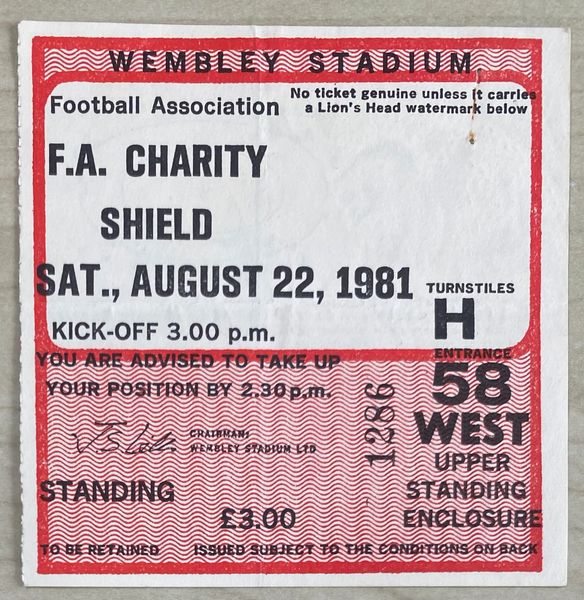 WEMBLEY STADIUM
Football Association
No ticket genuine unless it carries
a Lion's Head watermark below
F.A. CHARITY
SHIELD
SAT., AUGUST 22, 1981
KICK-OFF 3.00 p.m.
TURNSTILES
H
ENTRANCE
58
WEST
UPPER
STANDING
ENCLOSURE
YOU ARE ADVISED TO TAKE UP
YOUR POSITION BY 2.30 p.m.
CHAIRMAN:
WEMBLEY STADIUM LTD
1286
STANDING
£3.00
TO BE RETAINED
ISSUED SUBJECT TO THE CONDITIONS ON BACK